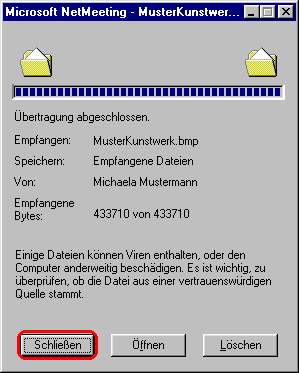 Microsoft NetMeeting - MusterKunstwer...
Übertragung abgeschlossen.
Empfangen: MusterKunstwerk.bmp
Speichern: Empfangene Dateien
Von: Michaela Mustermann
Empfangene
Bytes: 433710 von 433710
Einige Dateien können Viren enthalten, oder den
Computer anderweitig beschädigen. Es ist wichtig, zu
überprüfen, ob die Datei aus einer vertrauenswürdigen
Quelle stammt.
Schließen Öffnen Löschen